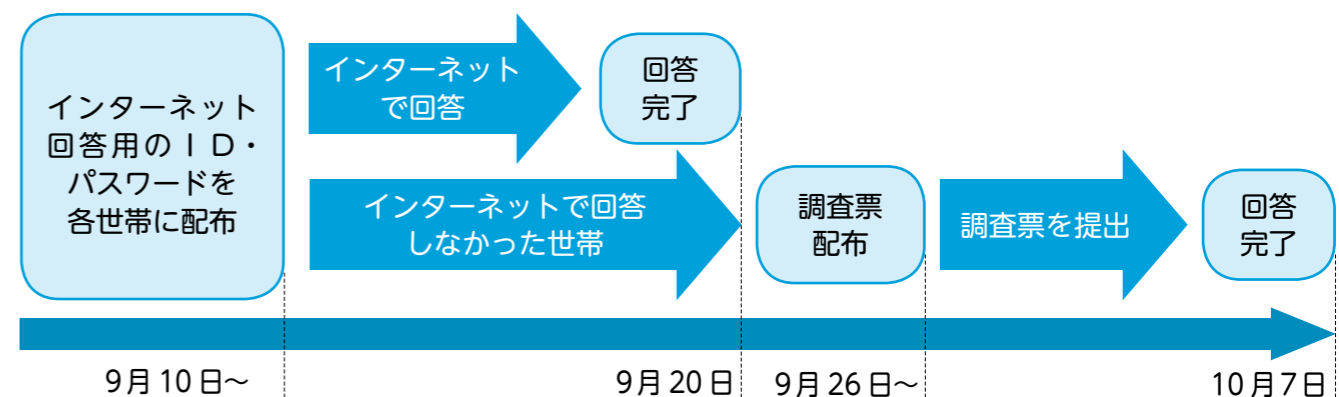 インターネット
回答用のＩＤ・
パスワードを
各世帯に配布
インターネット
で回答
回答
完了
インターネットで回答
しなかった世帯
調査票
配布
調査票を提出
回答
完了
9月10日～
9月20日
9月26日～
10月7日